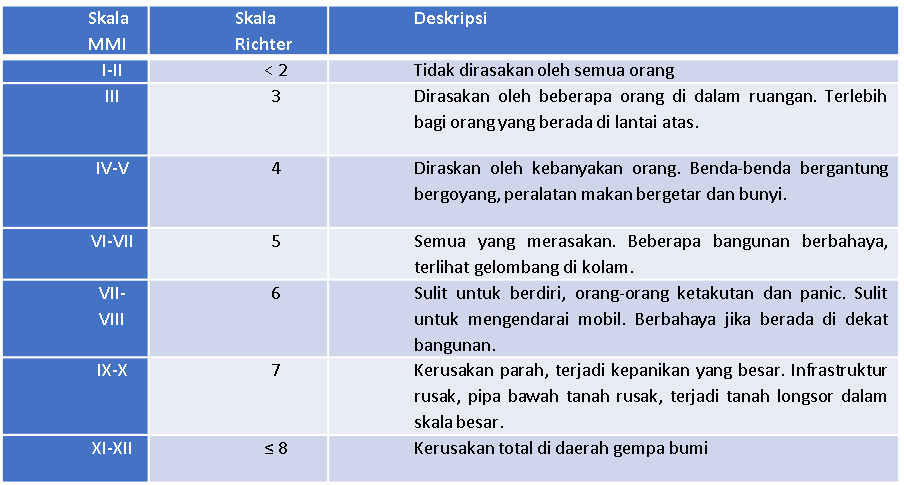 Skala MMI Skala Richter Deskripsi
I-II < 2 Tidak dirasakan oleh semua orang
III 3 Dirasakan oleh beberapa orang di dalam ruangan. Terlebih
bagi orang yang berada di lantai atas.
IV-V 4 Diraskan oleh kebanyakan orang. Benda-benda bergantung
bergoyang, peralatan makan bergetar dan bunyi.
VI-VII 5 Semua yang merasakan. Beberapa bangunan berbahaya,
terlihat gelombang di kolam.
VII-VIII 6 Sulit untuk berdiri, orang-orang ketakutan dan panic. Sulit
untuk mengendarai mobil. Berbahaya jika berada di dekat
bangunan.
IX-X 7 Kerusakan parah, terjadi kepanikan yang besar. Infrastruktur
rusak, pipa bawah tanah rusak, terjadi tanah longsor dalam
skala besar.
XI-XII ≤ 8 Kerusakan total di daerah gempa bumi